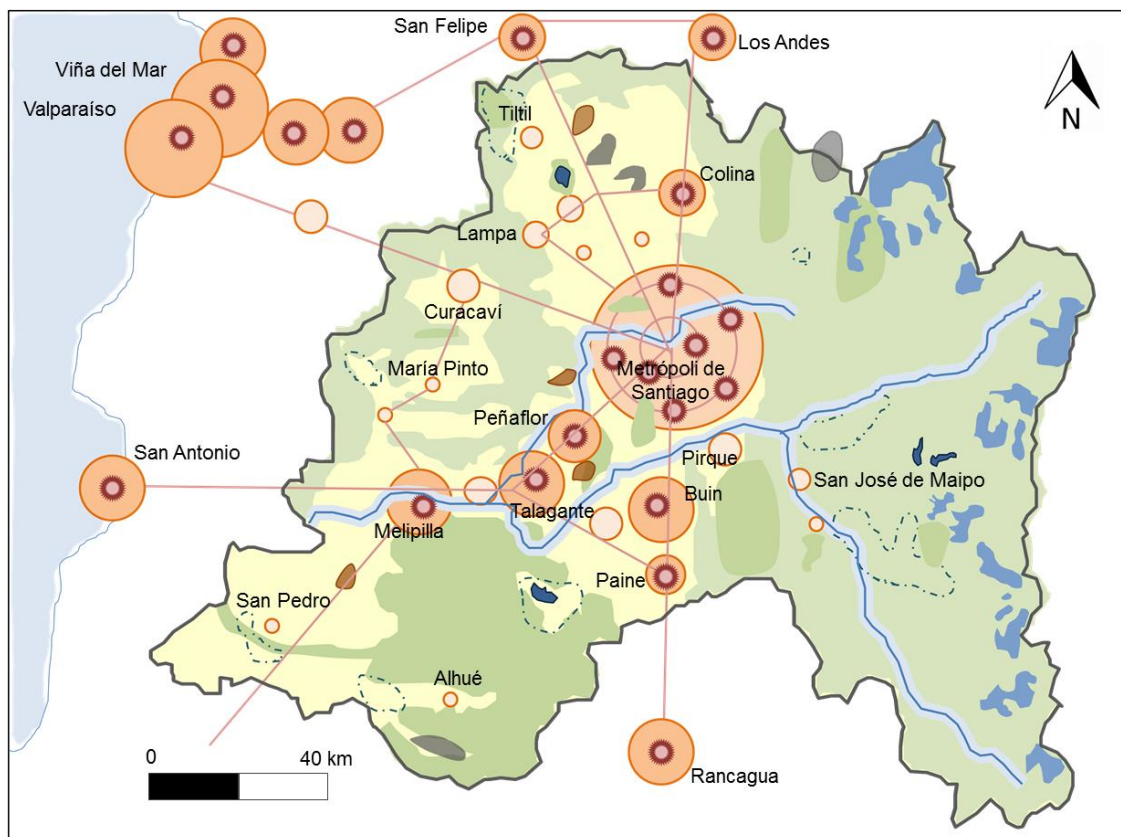 San Felipe
Los Andes
Viña del Mar
Valparaíso
N
Tiltil
Colina
Lampa
Curacaví
María Pinto
Metrópoli de
Santiago
Peñaflor
San Antonio
Pirque
San José de Maipo
Buin
Talagante
Melipilla
Paine
San Pedro
Alhué
0
40 km
Rancagua